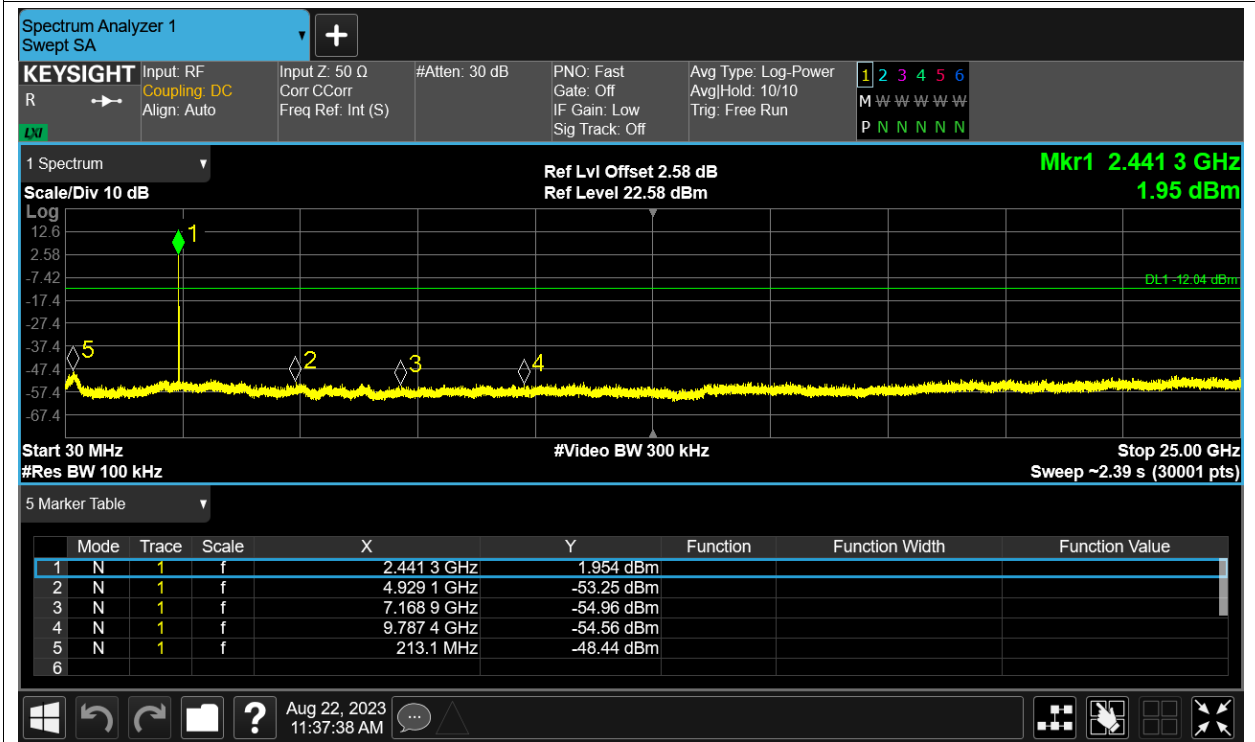 Spectrum Analyzer 1
Swept SA
KEYSIGHT
R
LXI
Input: RF
Coupling: DC
Align: Auto
Input Z: 50 Ω
Corr CCorr
Freq Ref: Int (S)
#Atten: 30 dB
PNO: Fast
Gate: Off
IF Gain: Low
Sig Track: Off
Avg Type: Log-Power
Avg|Hold: 10/10
Trig: Free Run
1 2 3 4 5 6
M W W W W W
P N N N N N
1 Spectrum
Scale/Div 10 dB
Ref Lvl Offset 2.58 dB
Ref Level 22.58 dBm
Mkr1 2.441 3 GHz
1.95 dBm
Log
12.6
2.58
-7.42
-17.4
-27.4
-37.4
-47.4
-57.4
-67.4
1
DL1 -12.04 dBm
5
2
3
4
Start 30 MHz
#Video BW 300 kHz
Stop 25.00 GHz
#Res BW 100 kHz
Sweep ~2.39 s (30001 pts)
5 Marker Table
Mode Trace Scale X Y Function Function Width Function Value
1 N 1 f 2.441 3 GHz 1.954 dBm
2 N 1 f 4.929 1 GHz -53.25 dBm
3 N 1 f 7.168 9 GHz -54.96 dBm
4 N 1 f 9.787 4 GHz -54.56 dBm
5 N 1 f 213.1 MHz -48.44 dBm
6
?
Aug 22, 2023
11:37:38 AM